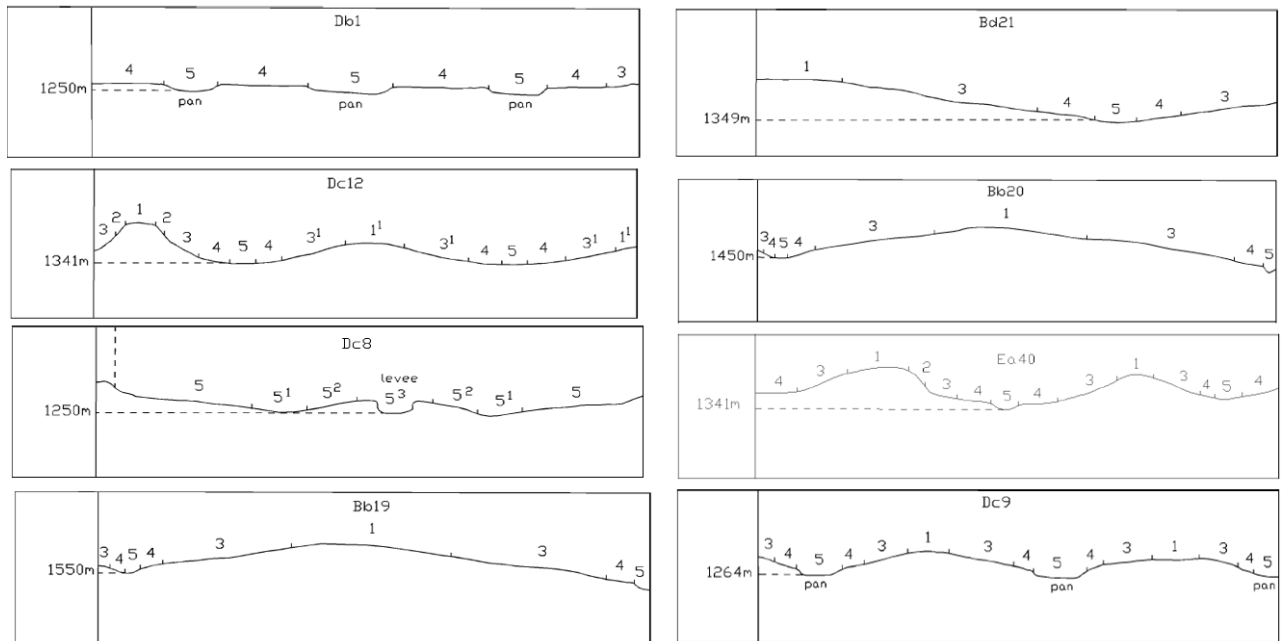 Db1
4 5 4 5 4 5 4 3
1250m
pan pan pan
Bd21
1
3
4 5 4 3
1349m
Dc12
3 2 1 2 3 4 5 4 3¹ 1¹ 3¹ 4 5 4 3¹ 1¹
1341m
Bb20
3 4 5 4 3 1 3 4 5
1450m
Dc8
levee
5 5¹ 5² 5³ 5² 5¹ 5
1250m
Ea40
4 3 1 2 3 4 5 4 3 1 3 4 5 4
1341m
Bb19
3 4 5 4 3 1 3 4 5
1550m
Dc9
3 4 5 4 3 1 3 4 5 4 3 1 3 4 5
1264m
pan pan pan